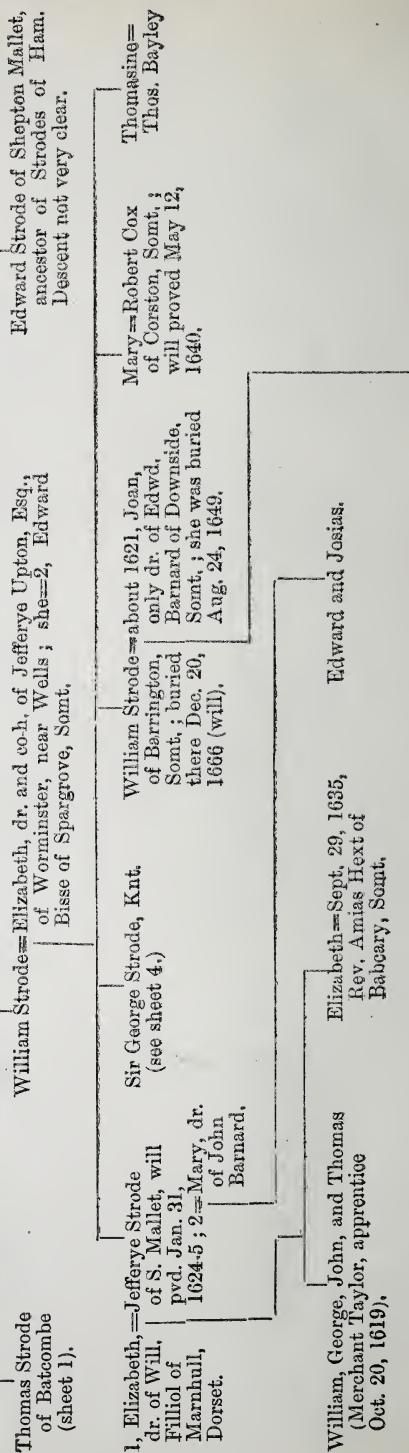 Thomas Strode
of Batcombe
(sheet 1).
William Strode=Elizabeth, dr. and co-h. of Jefferye Upton, Esq.,
of Worminster, near Wells ; she=2, Edward
Bisse of Spargrove, Somt.
Edward Strode of Shepton Mallet,
ancestor of Strodes of Ham.
Descent not very clear.
1, Elizabeth,=Jefferye Strode
dr. of Will. of S. Mallet, will
Filliol of pvd. Jan. 31,
Marnhull, 1624-5 ; 2=Mary, dr.
Dorset. of John
Barnard.
Sir George Strode, Knt.
(see sheet 4.)
William Strode=about 1621, Joan,
of Barrington, only dr. of Edwd.
Somt. ; buried Barnard of Downside,
there Dec. 20, Somt. ; she was buried
1666 (will). Aug. 24, 1649.
Mary=Robert Cox
of Corston, Somt. ;
will proved May 12,
1640.
Thomasine=
Thos. Bayley
William, George, John, and Thomas
(Merchant Taylor, apprentice
Oct. 20, 1619).
Elizabeth=Sept. 29, 1635,
Rev. Amias Hext of
Babcary, Somt.
Edward and Josias.